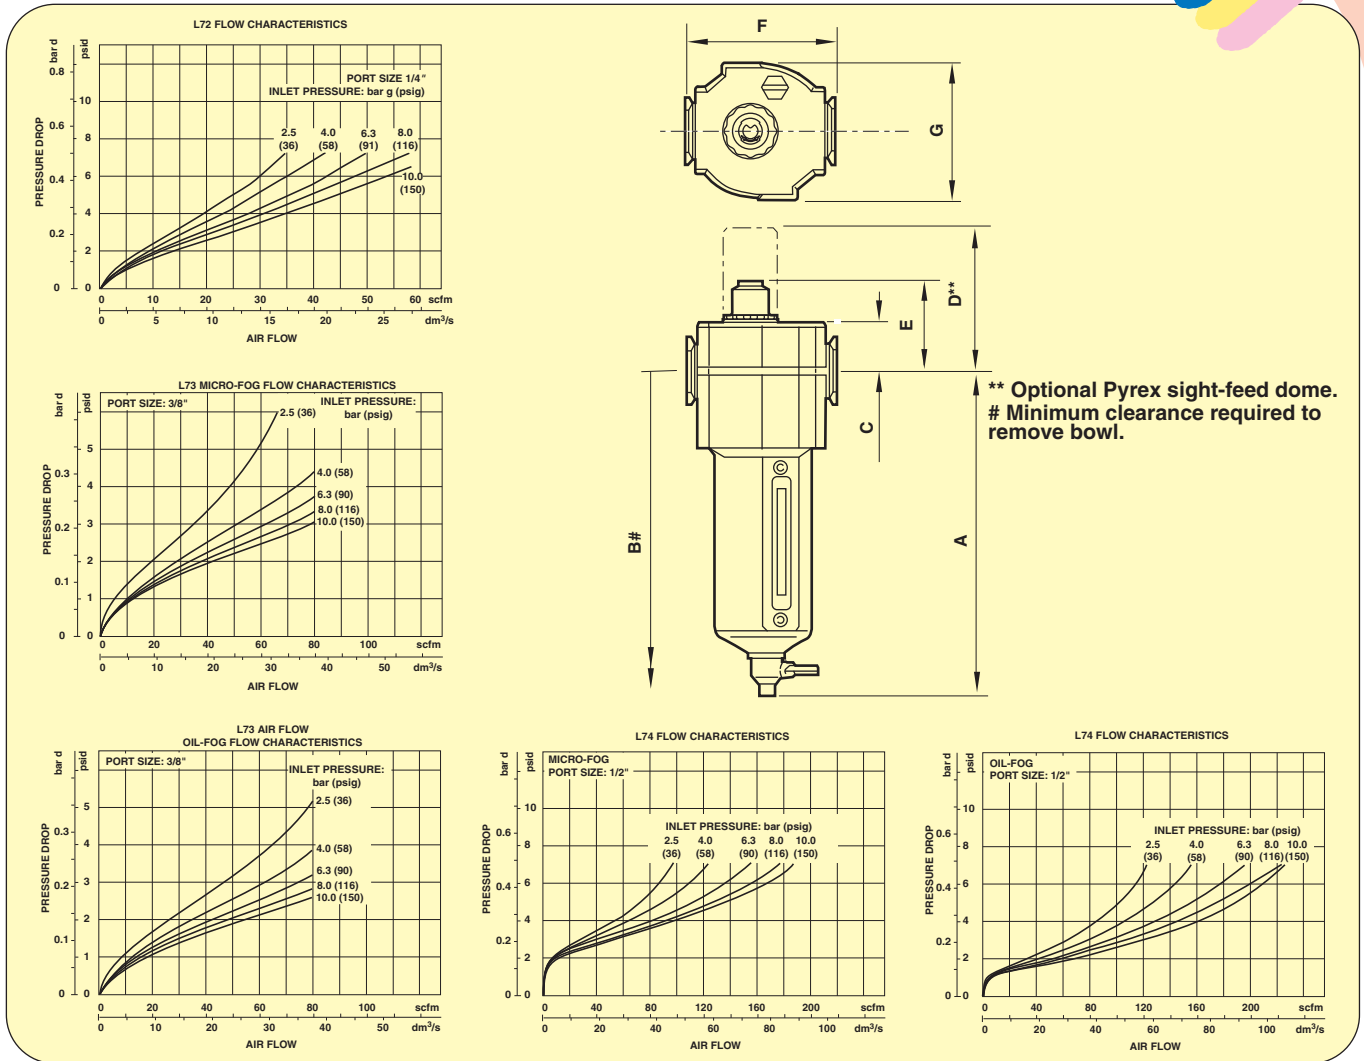 L72 FLOW CHARACTERISTICS
bar d
psid
PORT SIZE 1/4"
INLET PRESSURE: bar g (psig)
2.5 4.0 6.3 8.0
(36) (58) (91) (116)
10.0
(150)
PRESSURE DROP
0.8
0.6
0.4
0.2
0
10
8
6
4
2
0
0 10 20 30 40 50 60 scfm
0 5 10 15 20 25 dm³/s
AIR FLOW
F
G
D**
E
C
B#
A
** Optional Pyrex sight-feed dome.
# Minimum clearance required to
remove bowl.
L73 MICRO-FOG FLOW CHARACTERISTICS
bar d
psid
PORT SIZE: 3/8"
INLET PRESSURE:
bar (psig)
2.5 (36)
4.0 (58)
6.3 (90)
8.0 (116)
10.0 (150)
PRESSURE DROP
0.3
0.2
0.1
0
5
4
3
2
1
0
0 20 40 60 80 100 scfm
0 10 20 30 40 50 dm³/s
AIR FLOW
L73 AIR FLOW
OIL-FOG FLOW CHARACTERISTICS
bar d
psid
PORT SIZE: 3/8"
INLET PRESSURE:
bar (psig)
2.5 (36)
4.0 (58)
6.3 (90)
8.0 (116)
10.0 (150)
PRESSURE DROP
0.3
0.2
0.1
0
5
4
3
2
1
0
0 20 40 60 80 100 scfm
0 10 20 30 40 50 dm³/s
AIR FLOW
L74 FLOW CHARACTERISTICS
bar d
psid
MICRO-FOG
PORT SIZE: 1/2"
INLET PRESSURE: bar (psig)
2.5 4.0 6.3 8.0 10.0
(36) (58) (90) (116) (150)
PRESSURE DROP
0.6
0.4
0.2
0
10
8
6
4
2
0
0 40 80 120 160 200 scfm
0 20 40 60 80 100 dm³/s
AIR FLOW
L74 FLOW CHARACTERISTICS
bar d
psid
OIL-FOG
PORT SIZE: 1/2"
INLET PRESSURE: bar (psig)
2.5 4.0 6.3 8.0 10.0
(36) (58) (90) (116) (150)
PRESSURE DROP
0.6
0.4
0.2
0
10
8
6
4
2
0
0 40 80 120 160 200 scfm
0 20 40 60 80 100 dm³/s
AIR FLOW